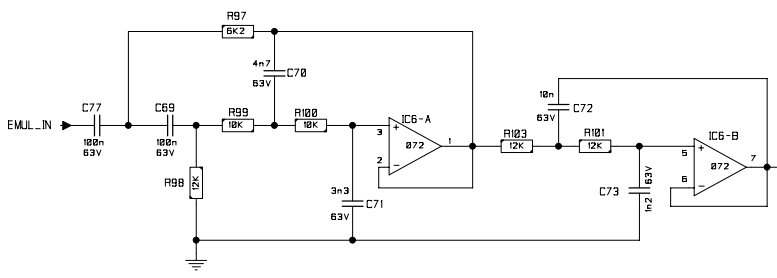 R97
6K2
4n7
63V
C70
C77
C69
R99
R100
EMUL_IN
100n
63V
100n
63V
10K
10K
R98
12K
3n3
63V
C71
3
+
IC6-A
072
1
2
-
R103
12K
R101
12K
10n
63V
C72
C73
63V
1n2
5
+
IC6-B
072
7
6
-